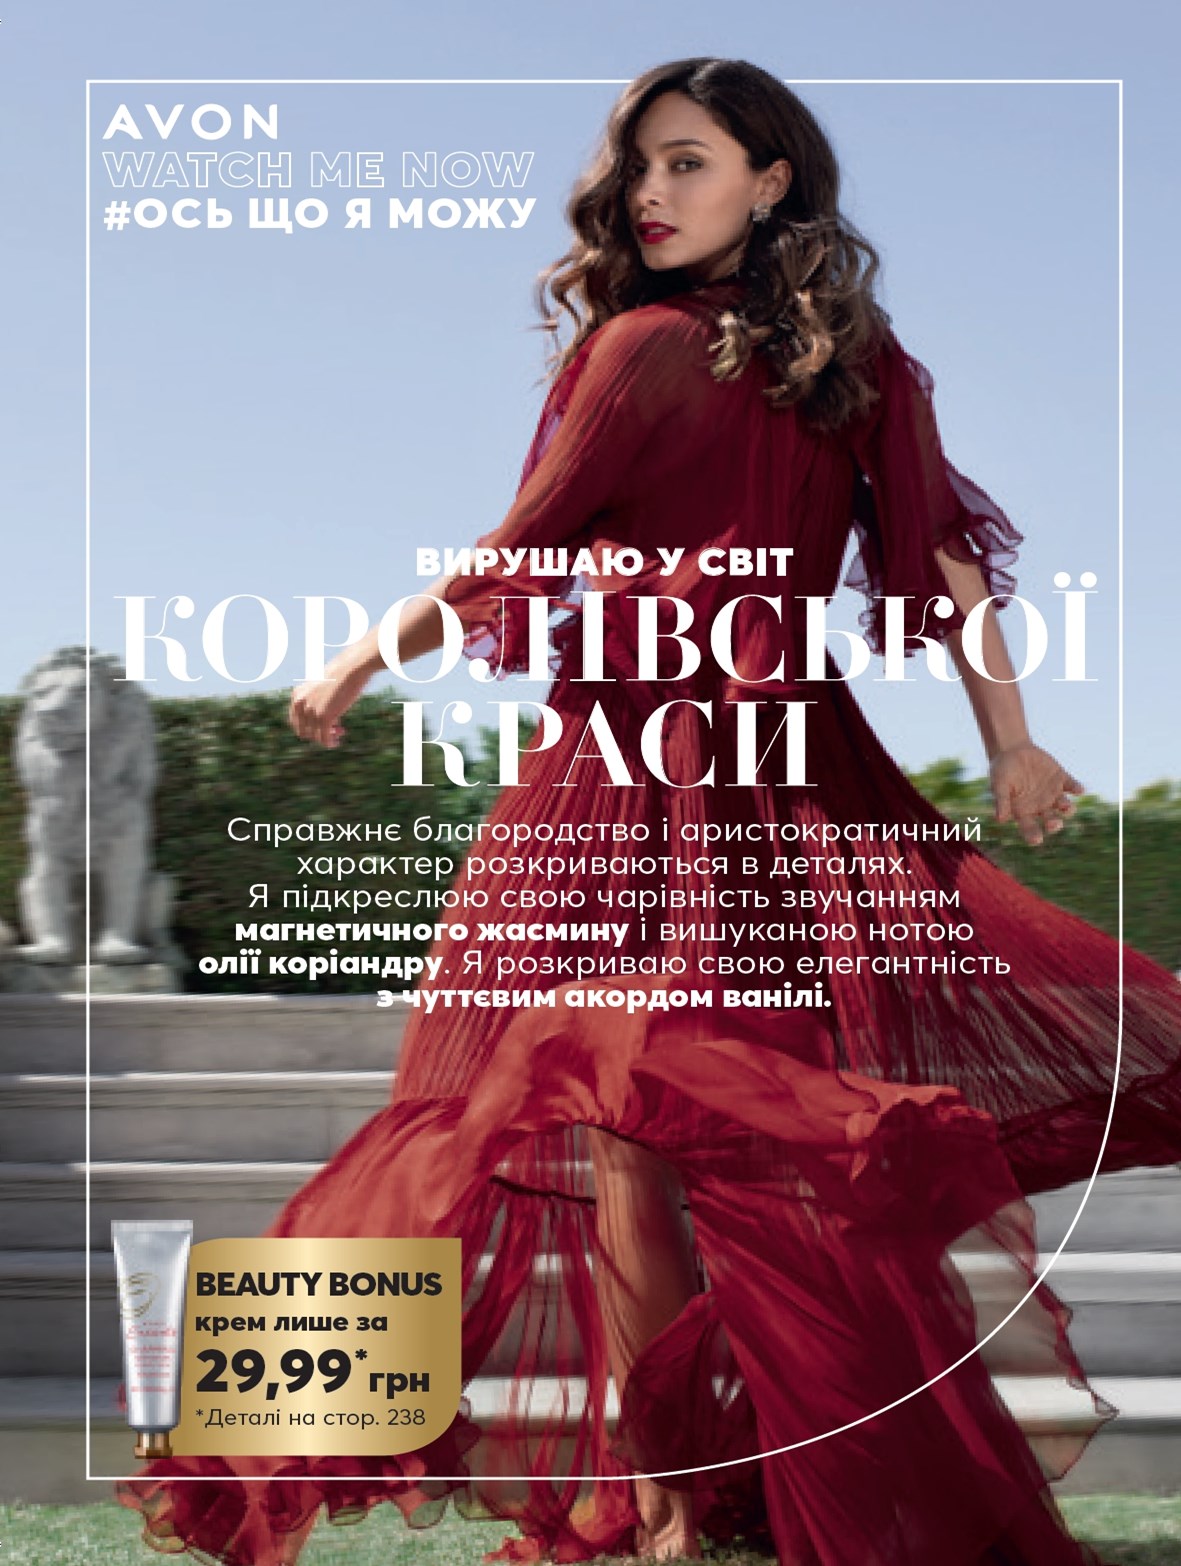 AVON
WATCH ME NOW
#ОСЬ ЩО Я МОЖУ
ВИРУШАЮ У СВІТ
КОРОЛІВСЬКОЇ
КРАСИ
Справжнє благородство і аристократичний
характер розкриваються в деталях.
Я підкреслюю свою чарівність звучанням
магнетичного жасмину і вишуканою нотою
олії коріандру. Я розкриваю свою елегантність
з чуттєвим акордом ванілі.
BEAUTY BONUS
крем лише за
29,99* грн
*Деталі на стор. 238